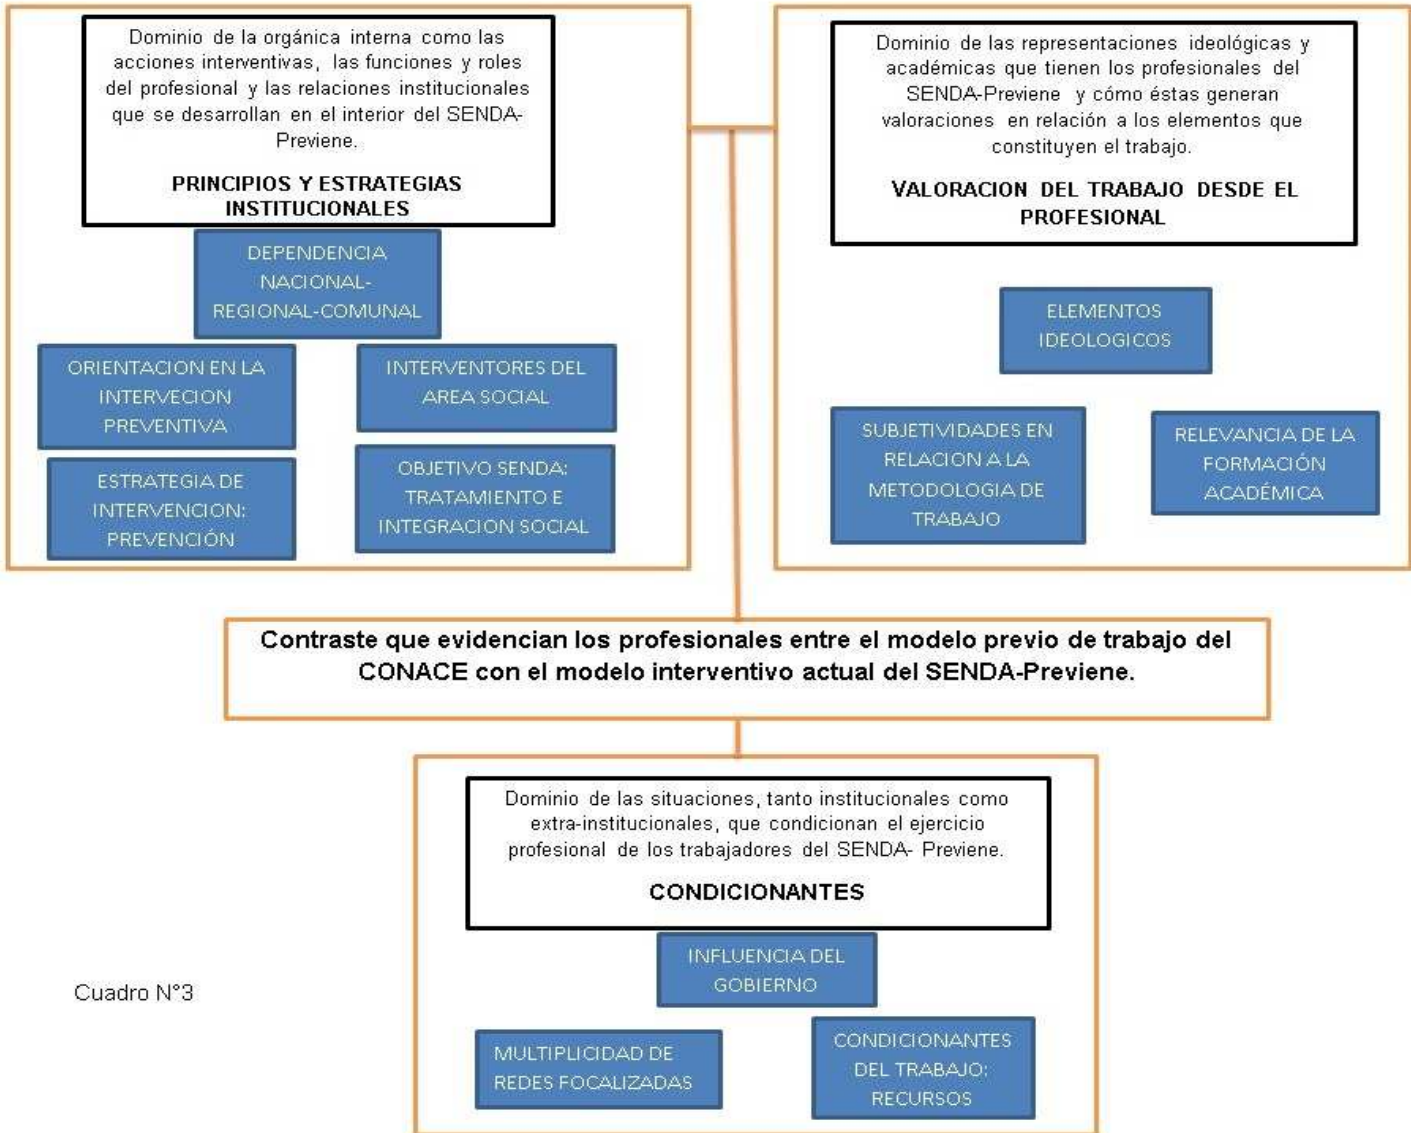 Dominio de la orgánica interna como las
acciones interventivas, las funciones y roles
del profesional y las relaciones institucionales
que se desarrollan en el interior del SENDA-
Previene.
PRINCIPIOS Y ESTRATEGIAS
INSTITUCIONALES
DEPENDENCIA
NACIONAL-
REGIONAL-COMUNAL
ORIENTACION EN LA
INTERVECION
PREVENTIVA
INTERVENTORES DEL
AREA SOCIAL
ESTRATEGIA DE
INTERVENCION:
PREVENCIÓN
OBJETIVO SENDA:
TRATAMIENTO E
INTEGRACION SOCIAL
Dominio de las representaciones ideológicas y
académicas que tienen los profesionales del
SENDA-Previene y cómo éstas generan
valoraciones en relación a los elementos que
constituyen el trabajo.
VALORACION DEL TRABAJO DESDE EL
PROFESIONAL
ELEMENTOS
IDEOLOGICOS
SUBJETIVIDADES EN
RELACION A LA
METODOLOGIA DE
TRABAJO
RELEVANCIA DE LA
FORMACIÓN
ACADÉMICA
Contraste que evidencian los profesionales entre el modelo previo de trabajo del
CONACE con el modelo interventivo actual del SENDA-Previene.
Dominio de las situaciones, tanto institucionales como
extra-institucionales, que condicionan el ejercicio
profesional de los trabajadores del SENDA- Previene.
CONDICIONANTES
INFLUENCIA DEL
GOBIERNO
MULTIPLICIDAD DE
REDES FOCALIZADAS
CONDICIONANTES
DEL TRABAJO:
RECURSOS
Cuadro N°3